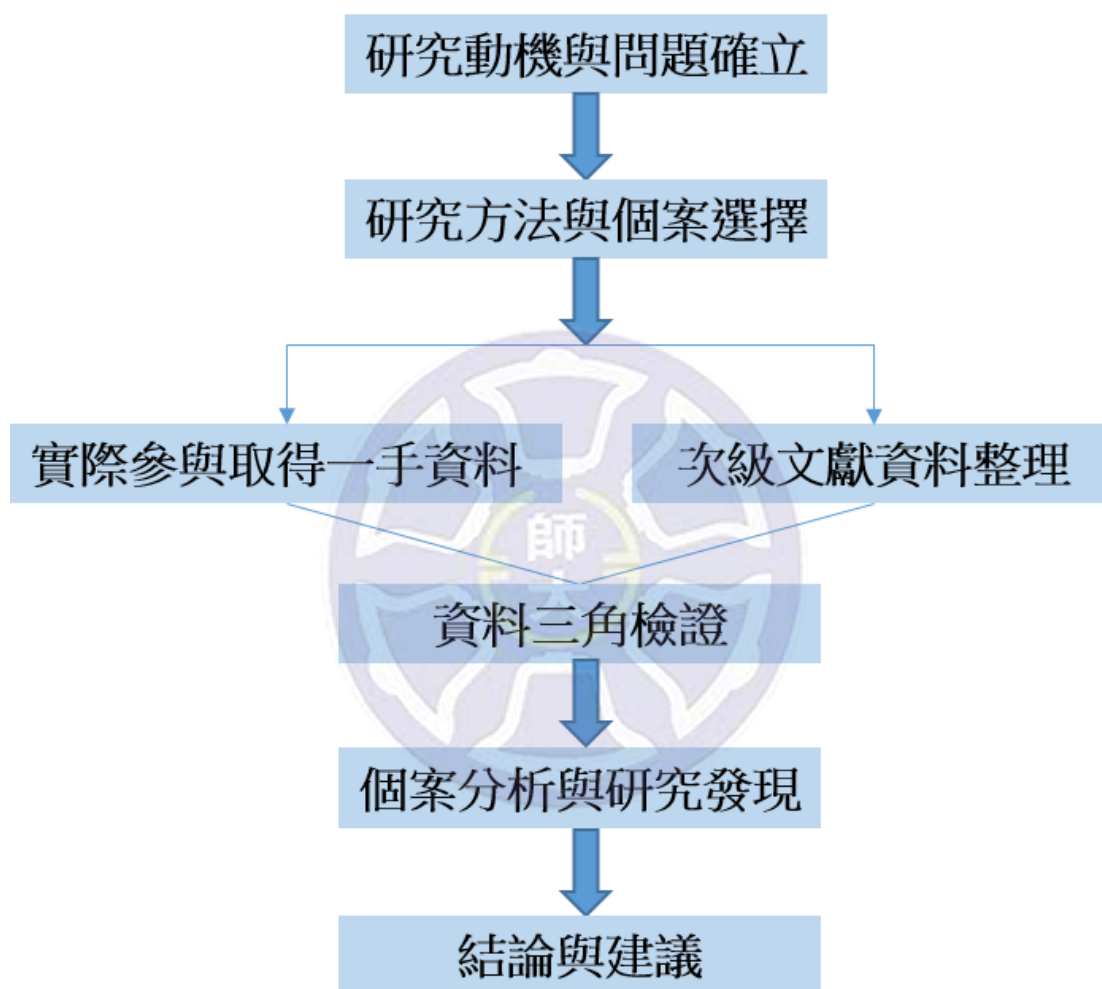 研究動機與問題確立
研究方法與個案選擇
實際參與取得一手資料
次級文獻資料整理
師大
資料三角檢證
個案分析與研究發現
結論與建議